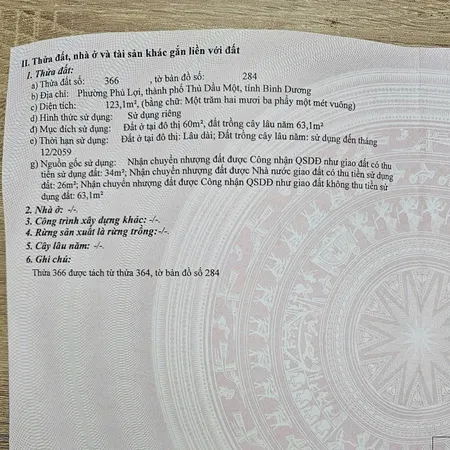 II. Thửa đất, nhà ở và tài sản khác gắn liền với đất
1. Thửa đất:
a) Thửa đất số: 366 , tờ bản đồ số: 284
b) Địa chỉ: Phường Phú Lợi, thành phố Thủ Dầu Một, tỉnh Bình Dương
c) Diện tích: 123,1m², (bằng chữ: Một trăm hai mươi ba phẩy một mét vuông)
d) Hình thức sử dụng: Sử dụng riêng
đ) Mục đích sử dụng: Đất ở tại đô thị 60m², đất trồng cây lâu năm 63,1m²
e) Thời hạn sử dụng: Đất ở tại đô thị: Lâu dài; Đất trồng cây lâu năm: sử dụng đến tháng
12/2059
g) Nguồn gốc sử dụng: Nhận chuyển nhượng đất được Công nhận QSDĐ như giao đất có thu
tiền sử dụng đất: 34m²; Nhận chuyển nhượng đất được Nhà nước giao đất có thu tiền sử dụng
đất: 26m²; Nhận chuyển nhượng đất được Công nhận QSDĐ như giao đất không thu tiền sử
dụng đất: 63,1m²
2. Nhà ở: -/-.
3. Công trình xây dựng khác: -/-.
4. Rừng sản xuất là rừng trồng:-/-.
5. Cây lâu năm: -/-.
6. Ghi chú:
Thửa 366 được tách từ thửa 364, tờ bản đồ số 284